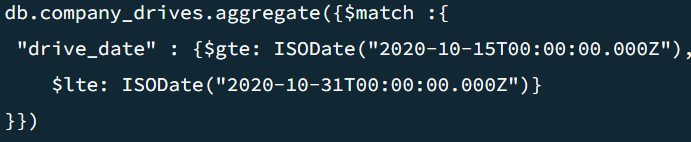 db.company_drives.aggregate({$match :{
"drive_date" : {$gte: ISODate("2020-10-15T00:00:00.000Z"),
$lte: ISODate("2020-10-31T00:00:00.000Z")}
}})